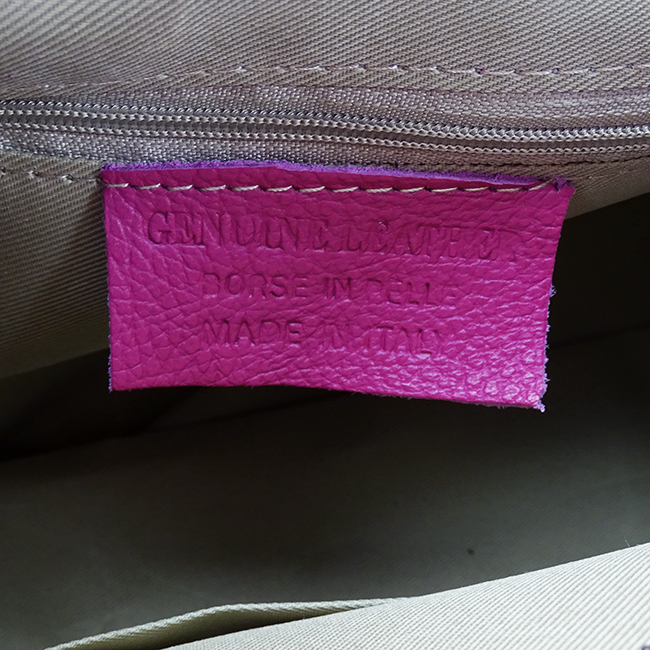 GENUINE LEATHER
BORSE IN PELLE
MADE IN ITALY